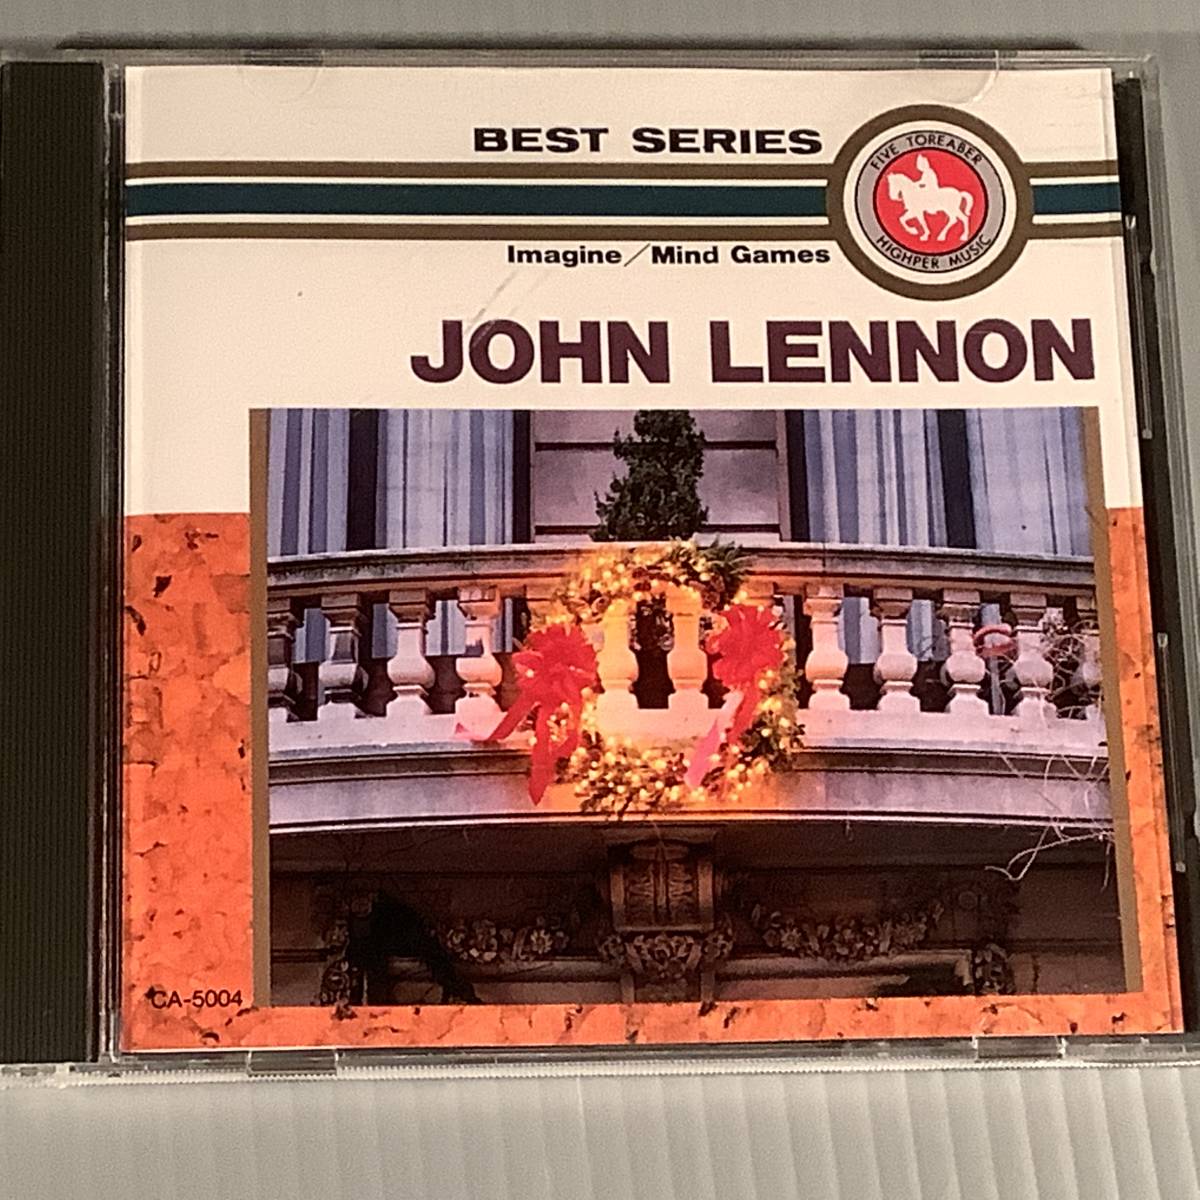 BEST SERIES
FIVE TOREABER
HIGHPER MUSIC
Imagine/Mind Games
JOHN LENNON
CA-5004